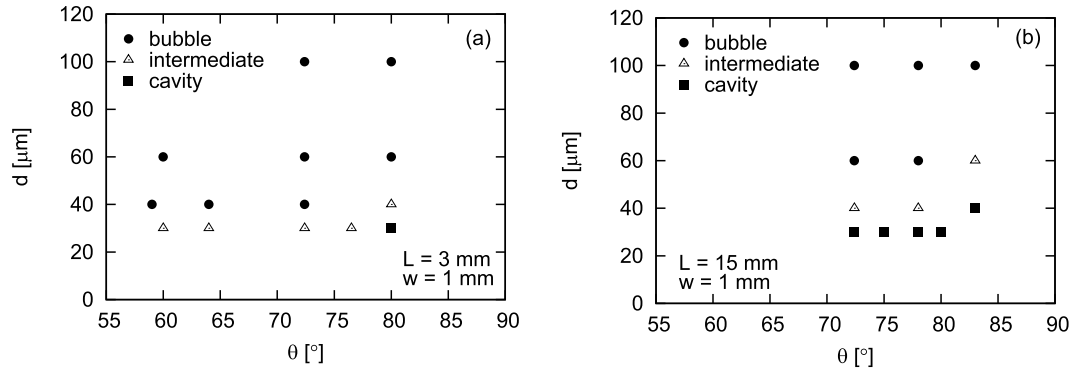 120
100
80
60
40
20
0
d [μm]
bubble
intermediate
cavity
(a)
L = 3 mm
w = 1 mm
55 60 65 70 75 80 85 90
θ [°]
120
100
80
60
40
20
0
d [μm]
bubble
intermediate
cavity
(b)
L = 15 mm
w = 1 mm
55 60 65 70 75 80 85 90
θ [°]